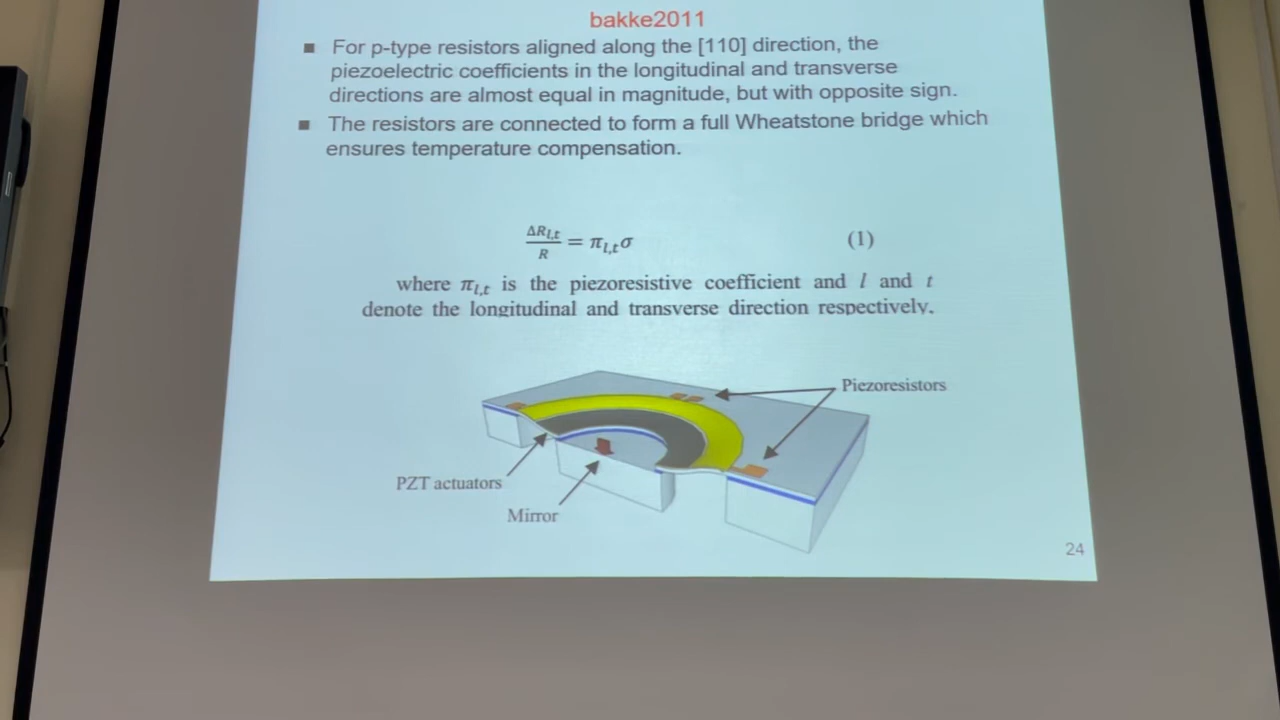 bakke2011
■ For p-type resistors aligned along the [110] direction, the
piezoelectric coefficients in the longitudinal and transverse
directions are almost equal in magnitude, but with opposite sign.
■ The resistors are connected to form a full Wheatstone bridge which
ensures temperature compensation.
ΔR_{l,t}/R = π_{l,t}σ (1)
where π_{l,t} is the piezoresistive coefficient and l and t
denote the longitudinal and transverse direction respectively.
Piezoresistors
PZT actuators
Mirror
24